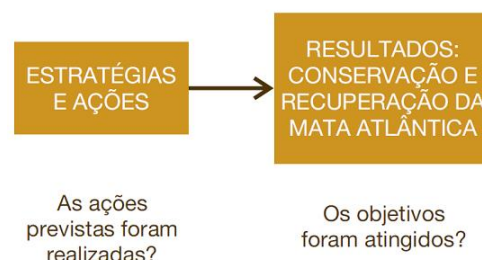 ESTRATÉGIAS
E AÇÕES
RESULTADOS:
CONSERVAÇÃO E
RECUPERAÇÃO DA
MATA ATLÂNTICA
As ações
previstas foram
realizadas?
Os objetivos
foram atingidos?